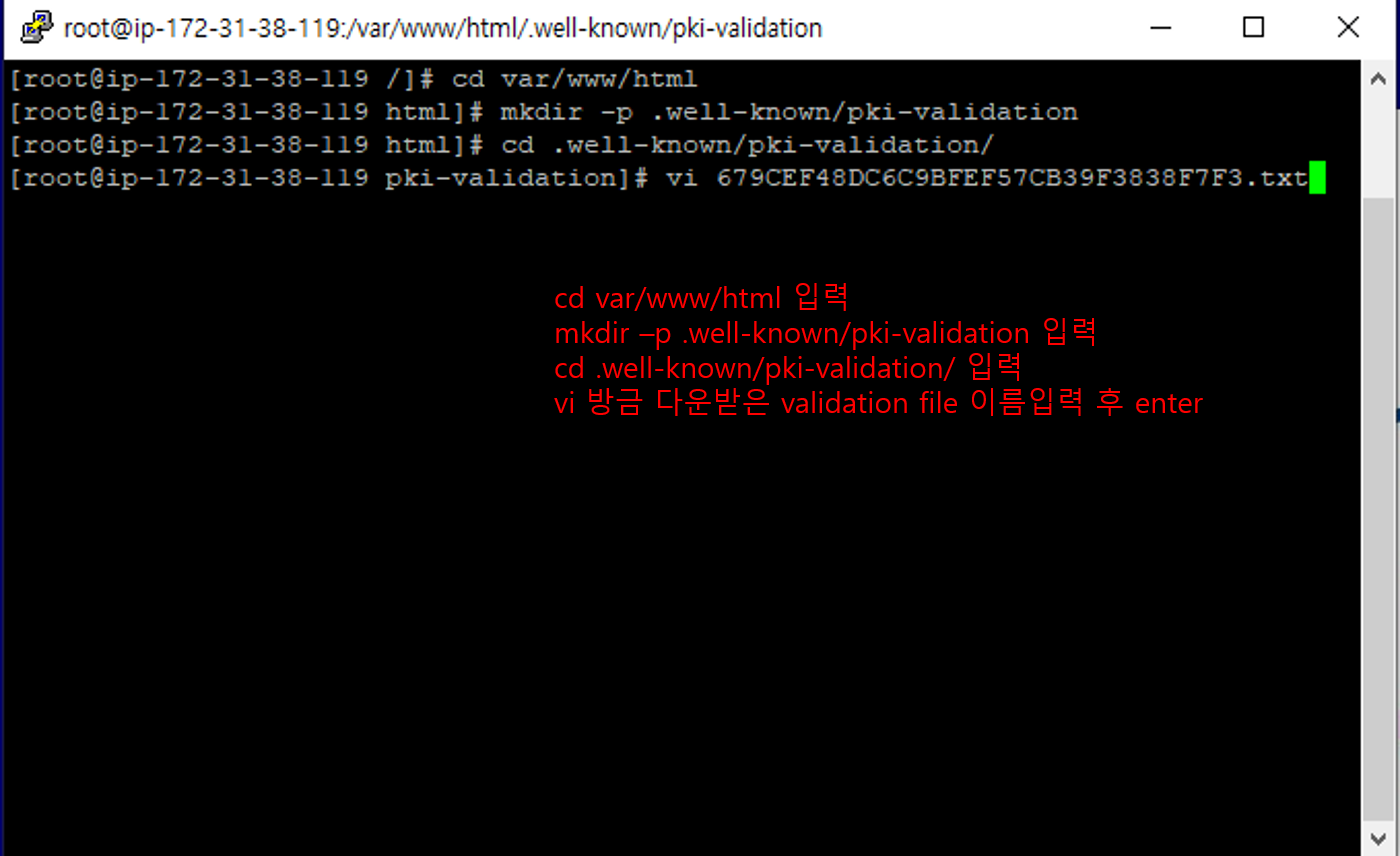 root@ip-172-31-38-119:/var/www/html/.well-known/pki-validation
[root@ip-172-31-38-119 /]# cd var/www/html
[root@ip-172-31-38-119 html]# mkdir -p .well-known/pki-validation
[root@ip-172-31-38-119 html]# cd .well-known/pki-validation/
[root@ip-172-31-38-119 pki-validation]# vi 679CEF48DC6C9BFEF57CB39F3838F7F3.txt
cd var/www/html 입력
mkdir –p .well-known/pki-validation 입력
cd .well-known/pki-validation/ 입력
vi 방금 다운받은 validation file 이름입력 후 enter